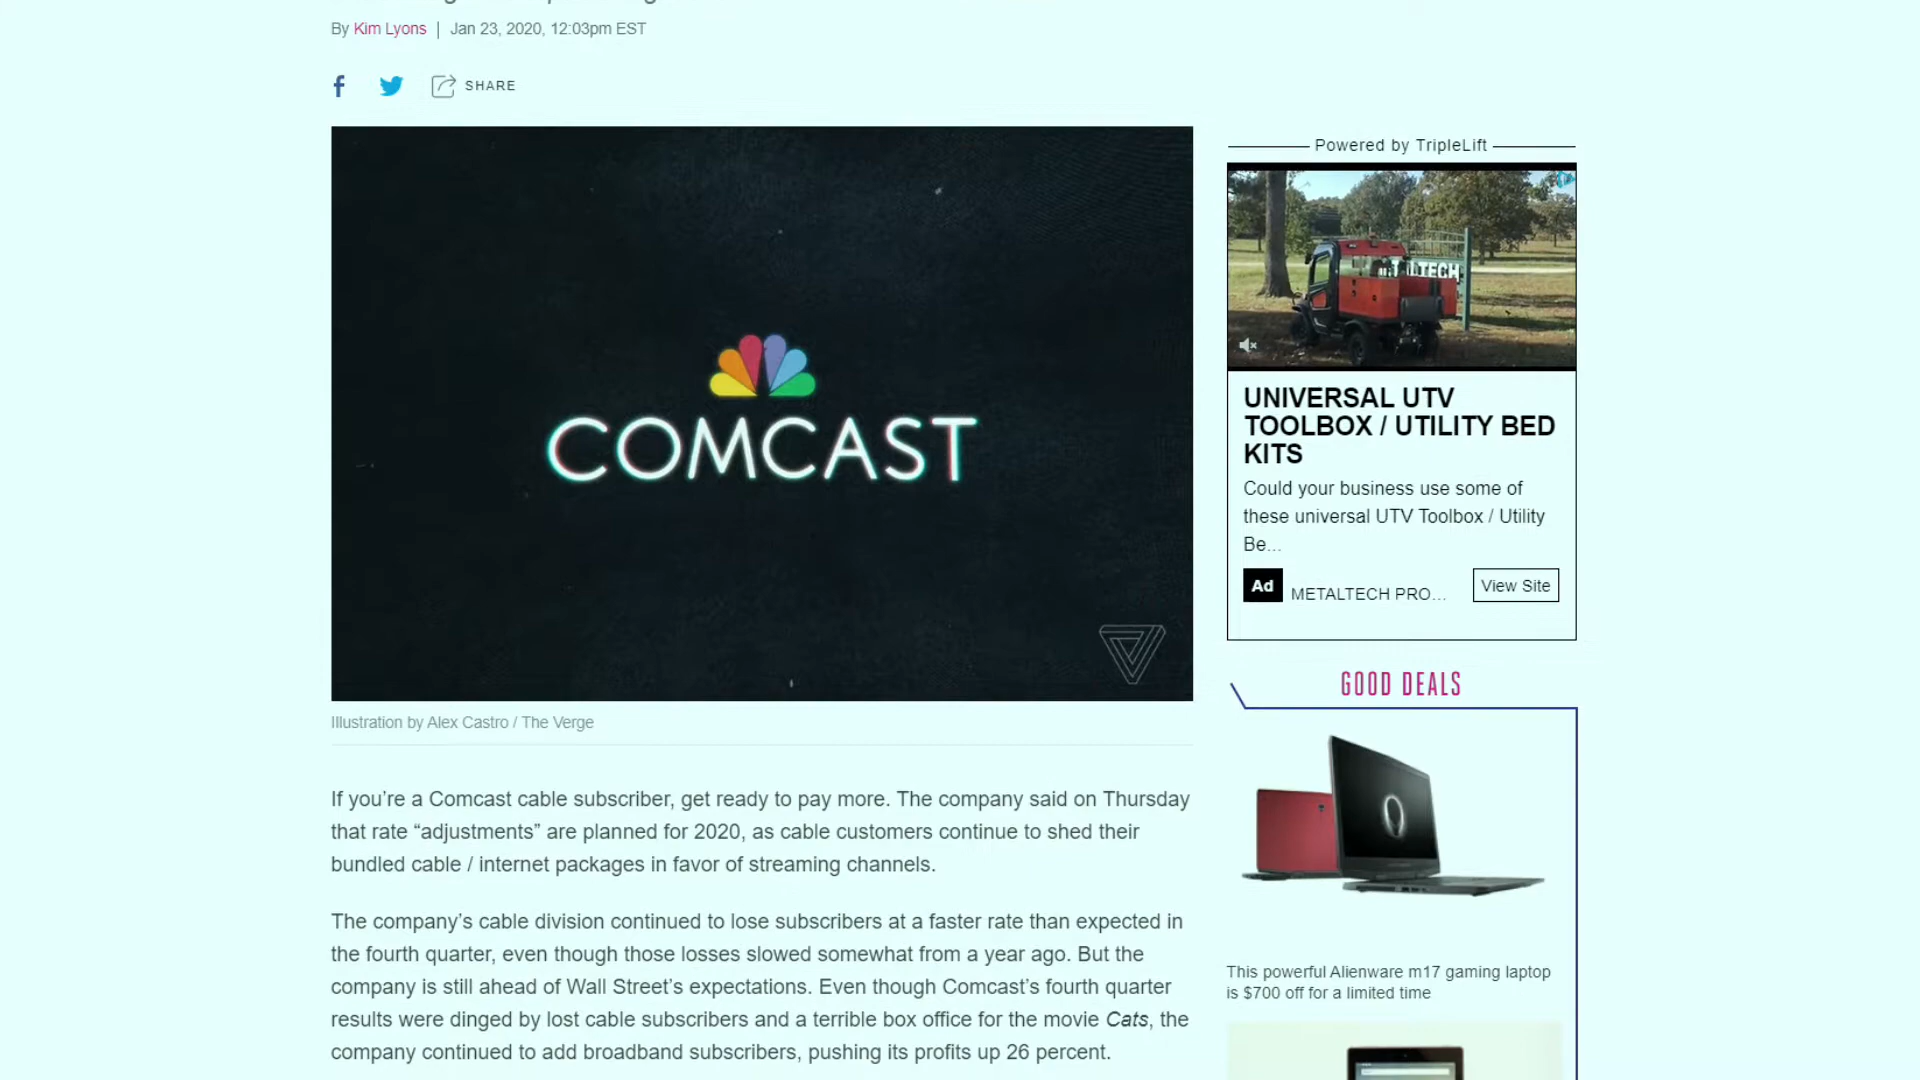 By Kim Lyons | Jan 23, 2020, 12:03pm EST
SHARE
COMCAST
Illustration by Alex Castro / The Verge
If you’re a Comcast cable subscriber, get ready to pay more. The company said on Thursday
that rate “adjustments” are planned for 2020, as cable customers continue to shed their
bundled cable / internet packages in favor of streaming channels.
The company’s cable division continued to lose subscribers at a faster rate than expected in
the fourth quarter, even though those losses slowed somewhat from a year ago. But the
company is still ahead of Wall Street’s expectations. Even though Comcast’s fourth quarter
results were dinged by lost cable subscribers and a terrible box office for the movie Cats, the
company continued to add broadband subscribers, pushing its profits up 26 percent.
Powered by TripleLift
UNIVERSAL UTV
TOOLBOX / UTILITY BED
KITS
Could your business use some of
these universal UTV Toolbox / Utility
Be...
Ad METALTECH PRO... View Site
GOOD DEALS
This powerful Alienware m17 gaming laptop
is $700 off for a limited time